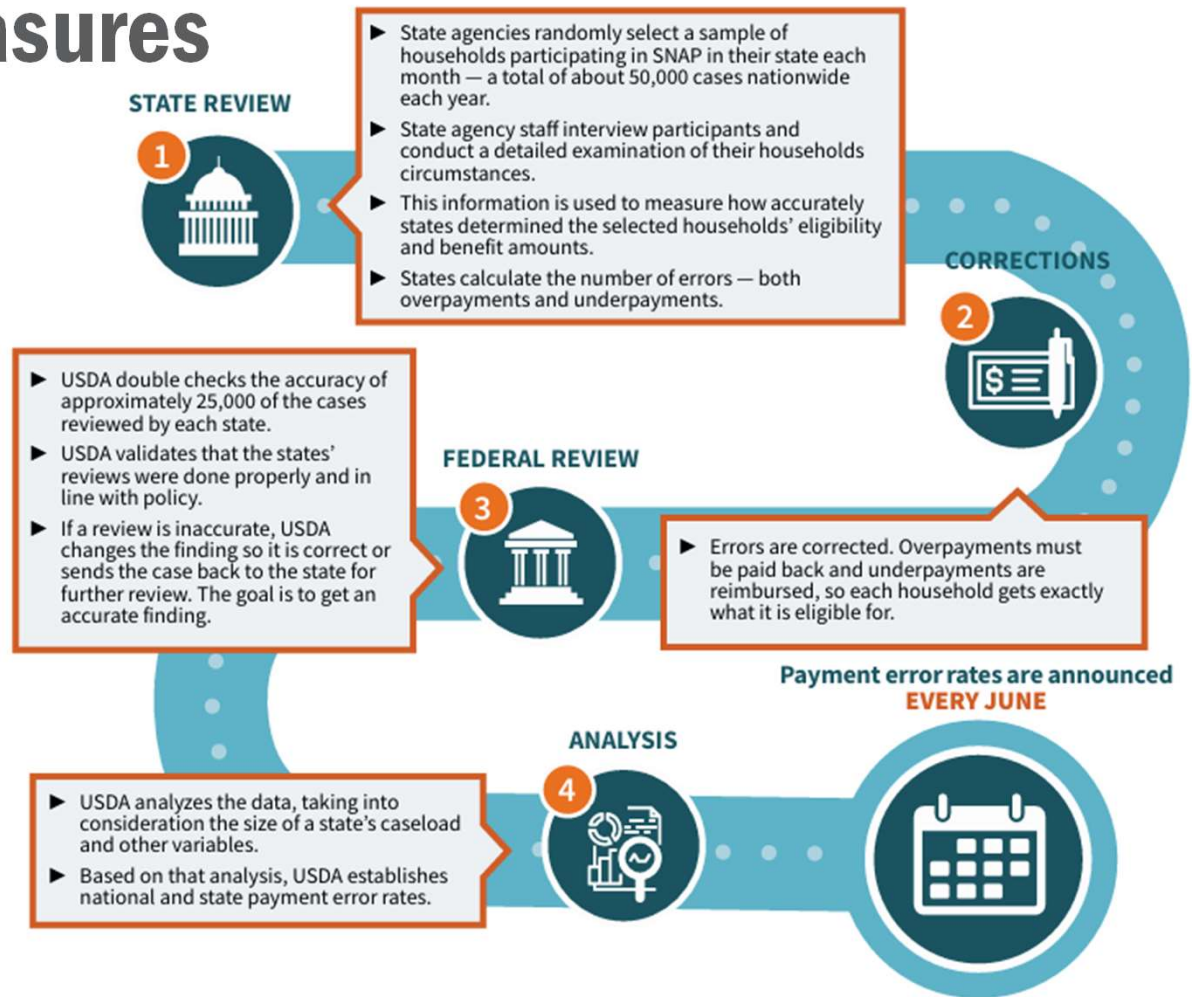 asures
STATE REVIEW
1
► State agencies randomly select a sample of
households participating in SNAP in their state each
month — a total of about 50,000 cases nationwide
each year.
► State agency staff interview participants and
conduct a detailed examination of their households
circumstances.
► This information is used to measure how accurately
states determined the selected households’ eligibility
and benefit amounts.
► States calculate the number of errors — both
overpayments and underpayments.
CORRECTIONS
2
$
► Errors are corrected. Overpayments must
be paid back and underpayments are
reimbursed, so each household gets exactly
what it is eligible for.
FEDERAL REVIEW
3
► USDA double checks the accuracy of
approximately 25,000 of the cases
reviewed by each state.
► USDA validates that the states’
reviews were done properly and in
line with policy.
► If a review is inaccurate, USDA
changes the finding so it is correct or
sends the case back to the state for
further review. The goal is to get an
accurate finding.
ANALYSIS
4
► USDA analyzes the data, taking into
consideration the size of a state’s caseload
and other variables.
► Based on that analysis, USDA establishes
national and state payment error rates.
Payment error rates are announced
EVERY JUNE